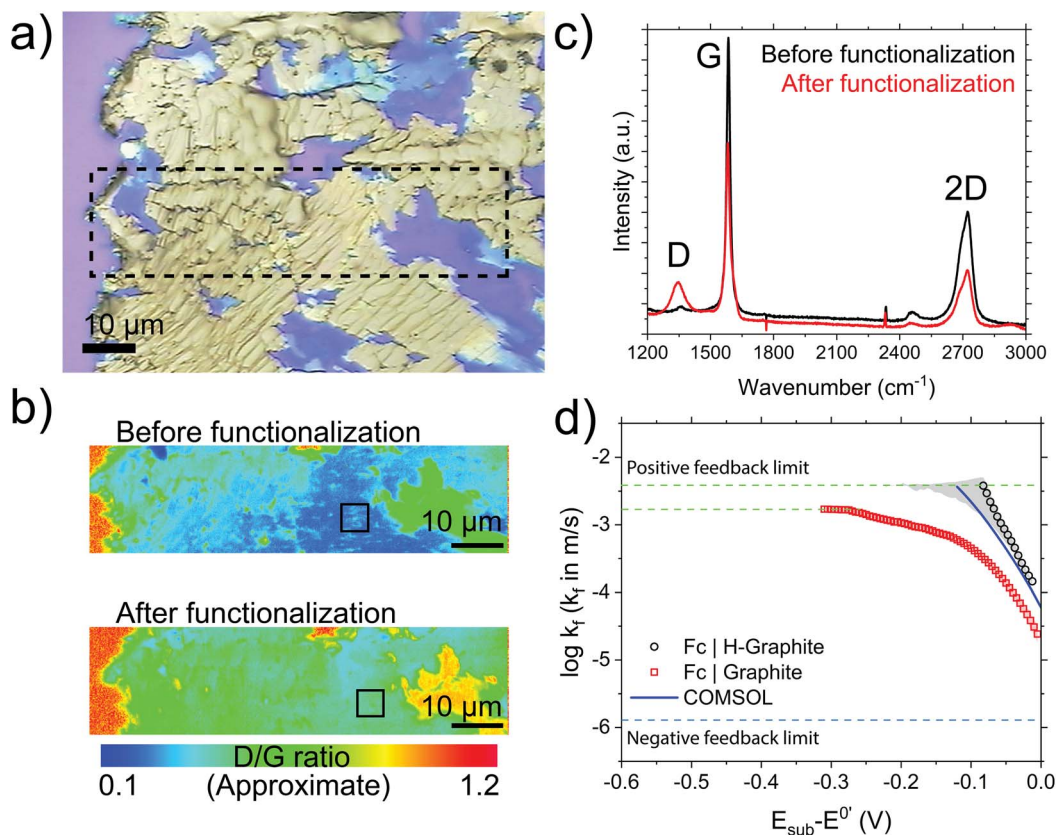 a)
10 μm
b)
Before functionalization
10 μm
After functionalization
10 μm
D/G ratio
0.1 (Approximate) 1.2
c)
Before functionalization
After functionalization
G
D
2D
Intensity (a.u.)
1200 1500 1800 2100 2400 2700 3000
Wavenumber (cm⁻¹)
d)
-2
-3
-4
-5
-6
log k_f (k_f in m/s)
Positive feedback limit
Fc | H-Graphite
Fc | Graphite
COMSOL
Negative feedback limit
-0.6 -0.5 -0.4 -0.3 -0.2 -0.1 0.0
E_sub-E^0' (V)